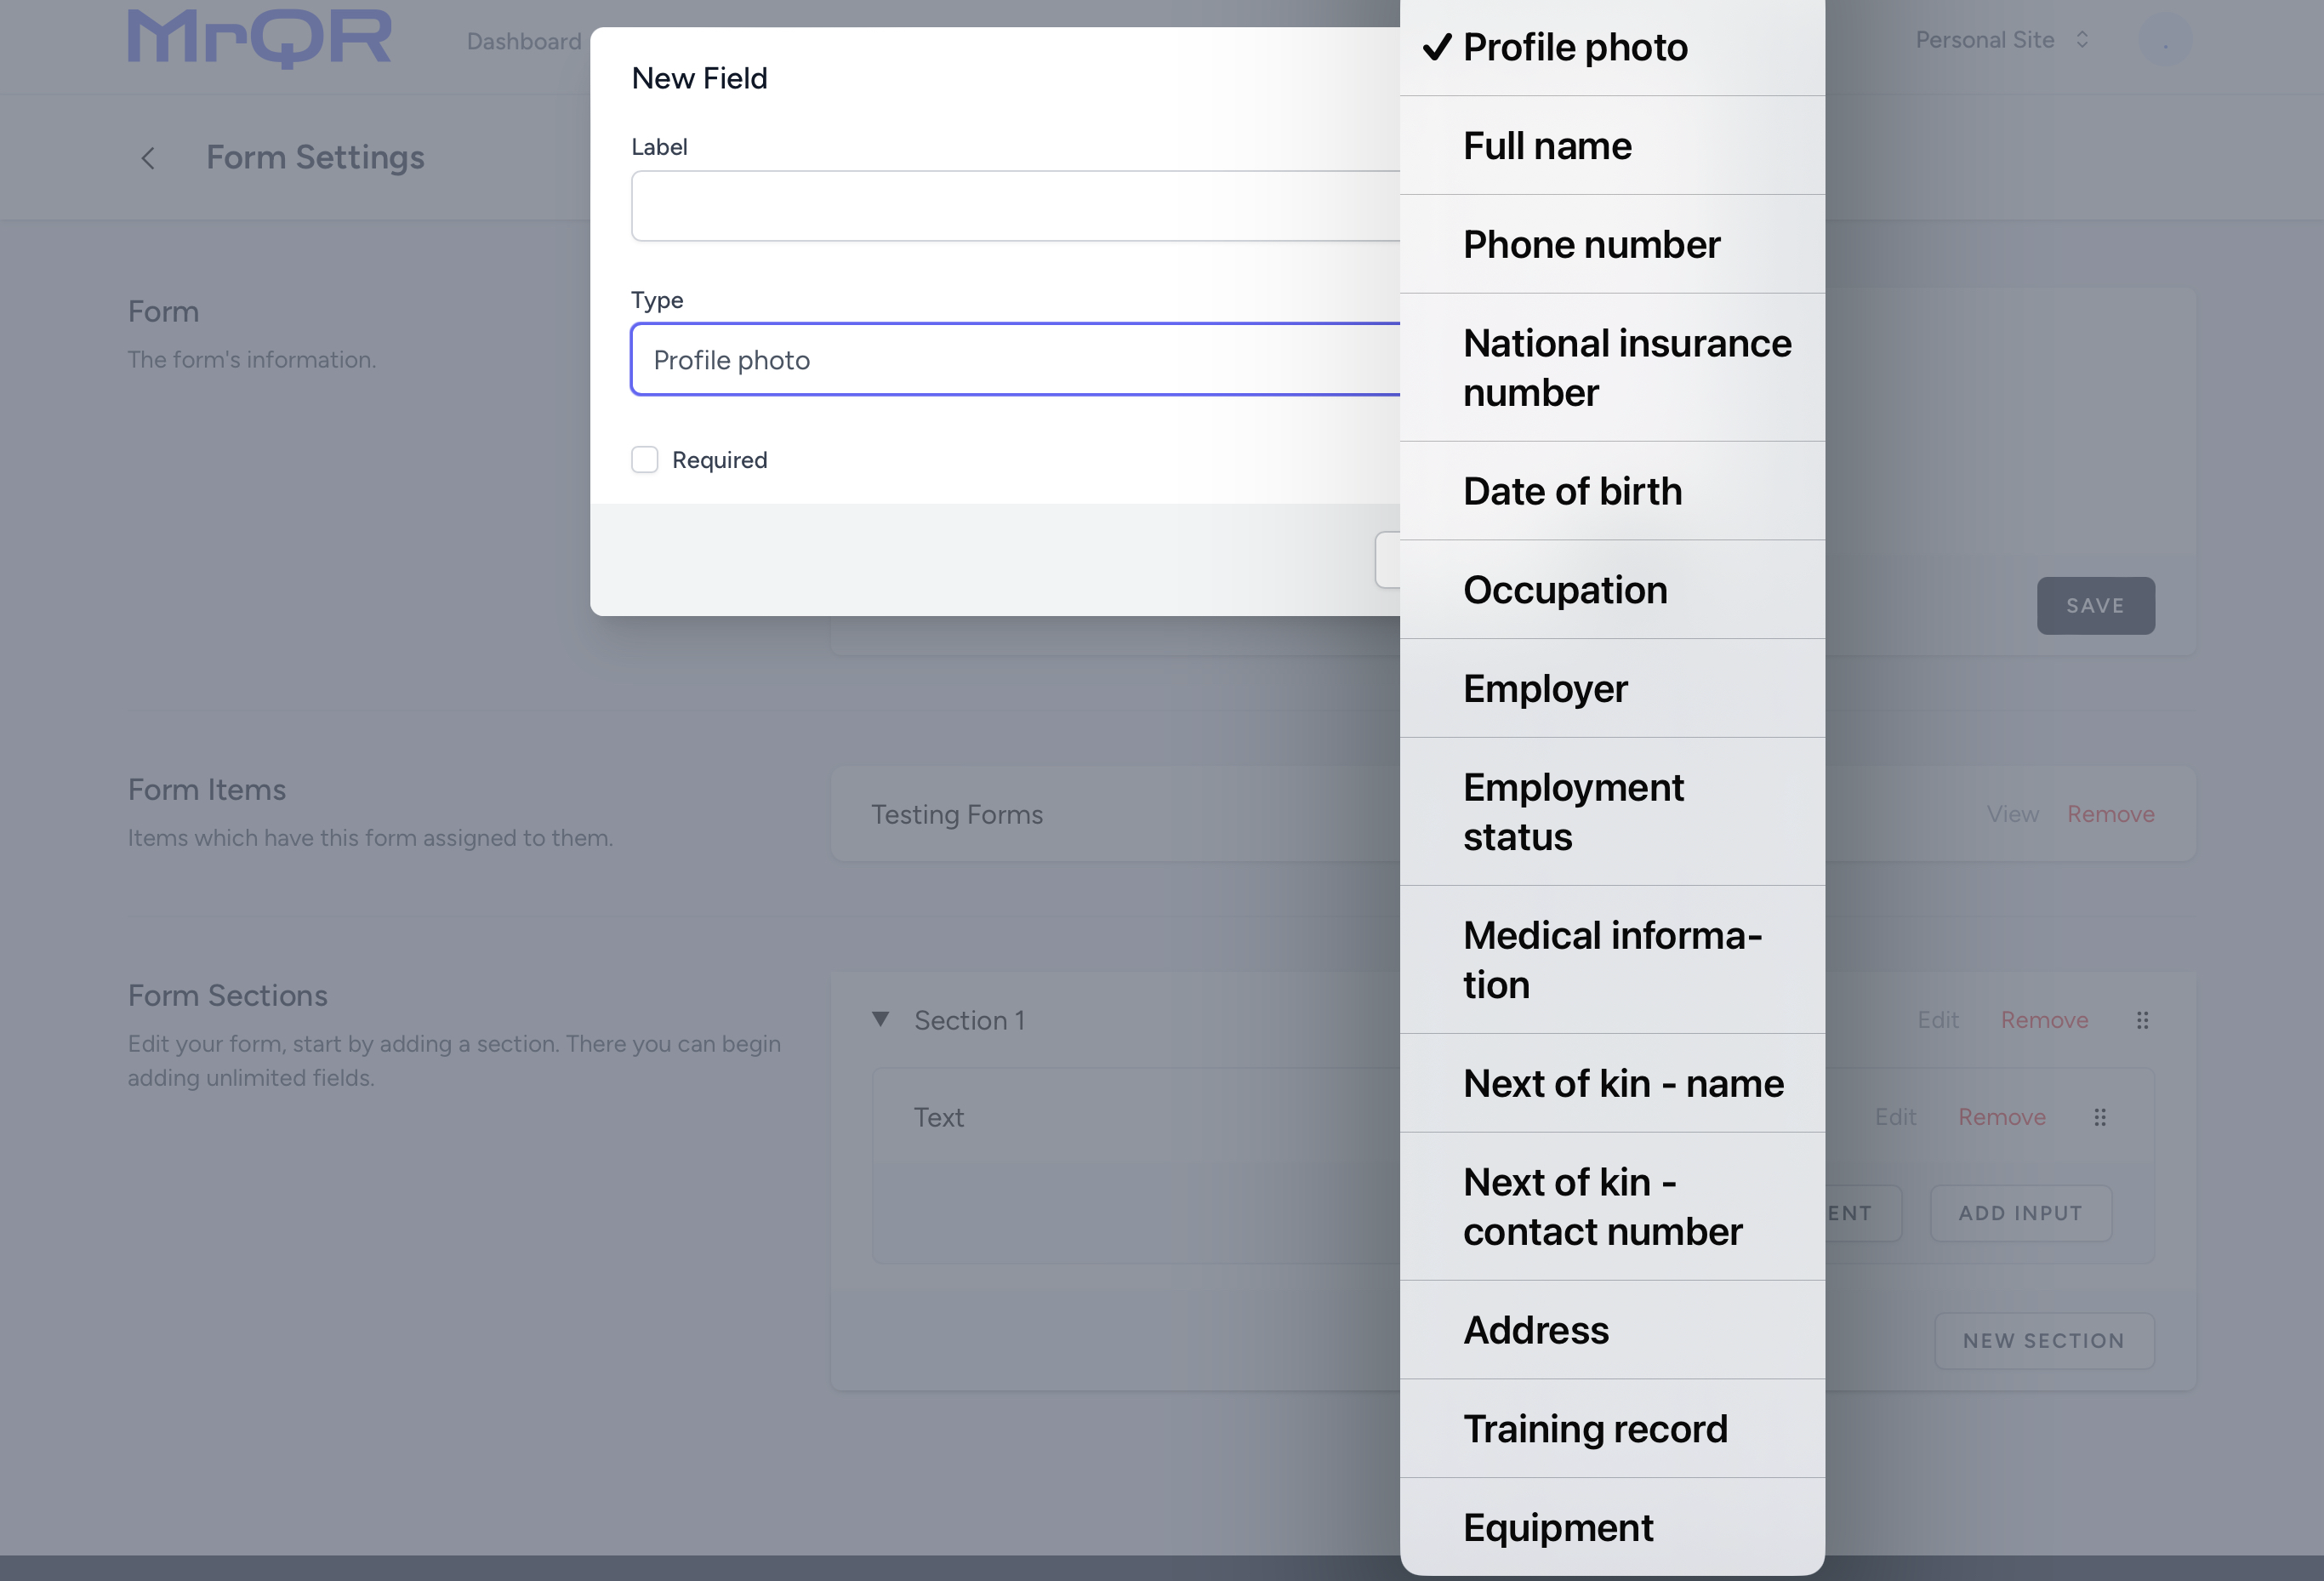 MrQR
Dashboard
Personal Site
Form Settings
New Field
Label
Type
Profile photo
Required
Profile photo
Full name
Phone number
National insurance
number
Date of birth
Occupation
Employer
Employment
status
Medical informa-
tion
Next of kin - name
Next of kin -
contact number
Address
Training record
Equipment
Form
The form's information.
SAVE
Form Items
Items which have this form assigned to them.
Testing Forms
View Remove
Form Sections
Edit your form, start by adding a section. There you can begin
adding unlimited fields.
Section 1
Edit Remove
Text
Edit Remove
ENT
ADD INPUT
NEW SECTION